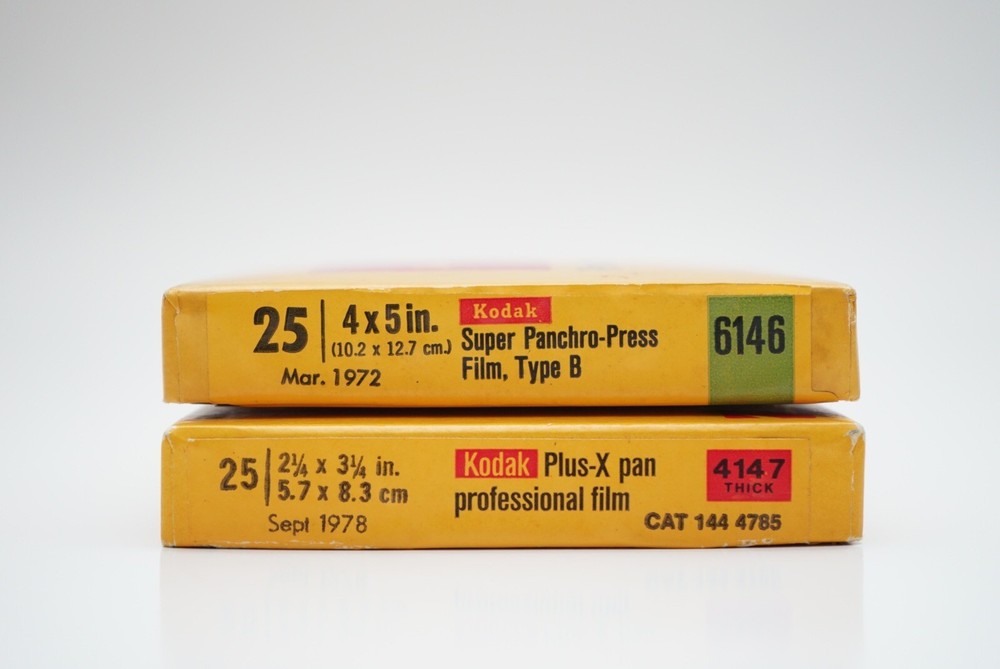 25 | 4 x 5 in. Kodak
(10.2 x 12.7 cm.) Super Panchro-Press 6146
Mar. 1972 Film, Type B
25 | 2¼ x 3¼ in. Kodak Plus-X pan 4147
5.7 x 8.3 cm professional film THICK
Sept 1978 CAT 144 4785